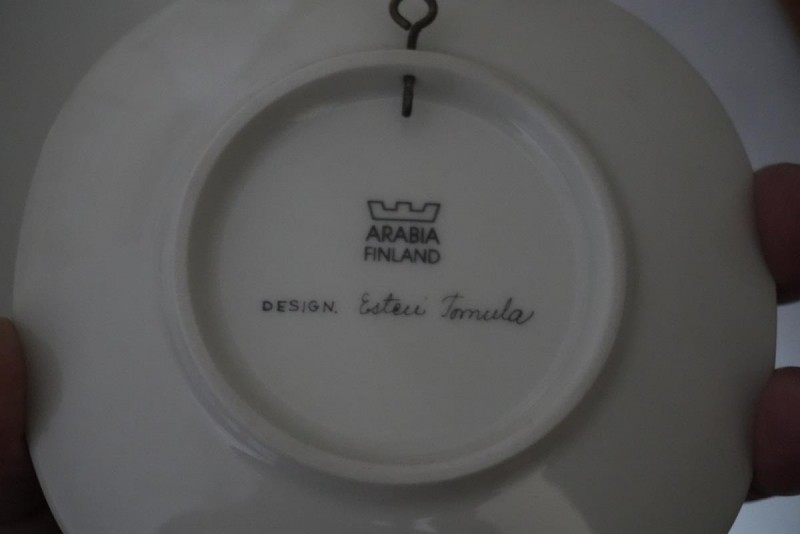 ARABIA
FINLAND
DESIGN. Esteri Tomula